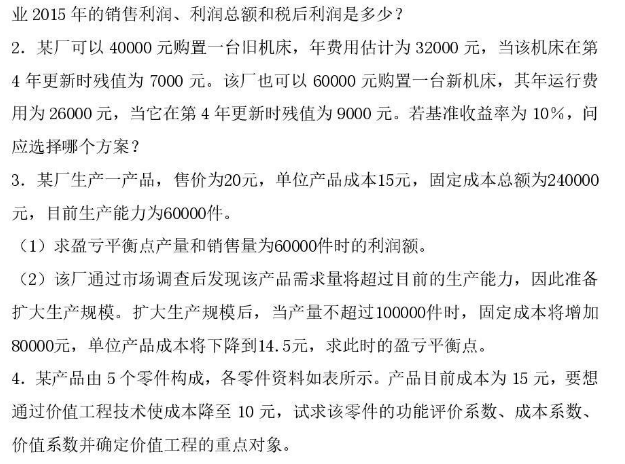 业 2015 年的销售利润、利润总额和税后利润是多少？
2．某厂可以 40000 元购置一台旧机床，年费用估计为 32000 元，当该机床在第
4 年更新时残值为 7000 元。该厂也可以 60000 元购置一台新机床，其年运行费
用为 26000 元，当它在第 4 年更新时残值为 9000 元。若基准收益率为 10%，问
应选择哪个方案？
3．某厂生产一产品，售价为20元，单位产品成本15元，固定成本总额为240000
元，目前生产能力为60000件。
（1）求盈亏平衡点产量和销售量为60000件时的利润额。
（2）该厂通过市场调查后发现该产品需求量将超过目前的生产能力，因此准备
扩大生产规模。扩大生产规模后，当产量不超过100000件时，固定成本将增加
80000元，单位产品成本将下降到14.5元，求此时的盈亏平衡点。
4．某产品由 5 个零件构成，各零件资料如表所示。产品目前成本为 15 元，要想
通过价值工程技术使成本降至 10 元，试求该零件的功能评价系数、成本系数、
价值系数并确定价值工程的重点对象。